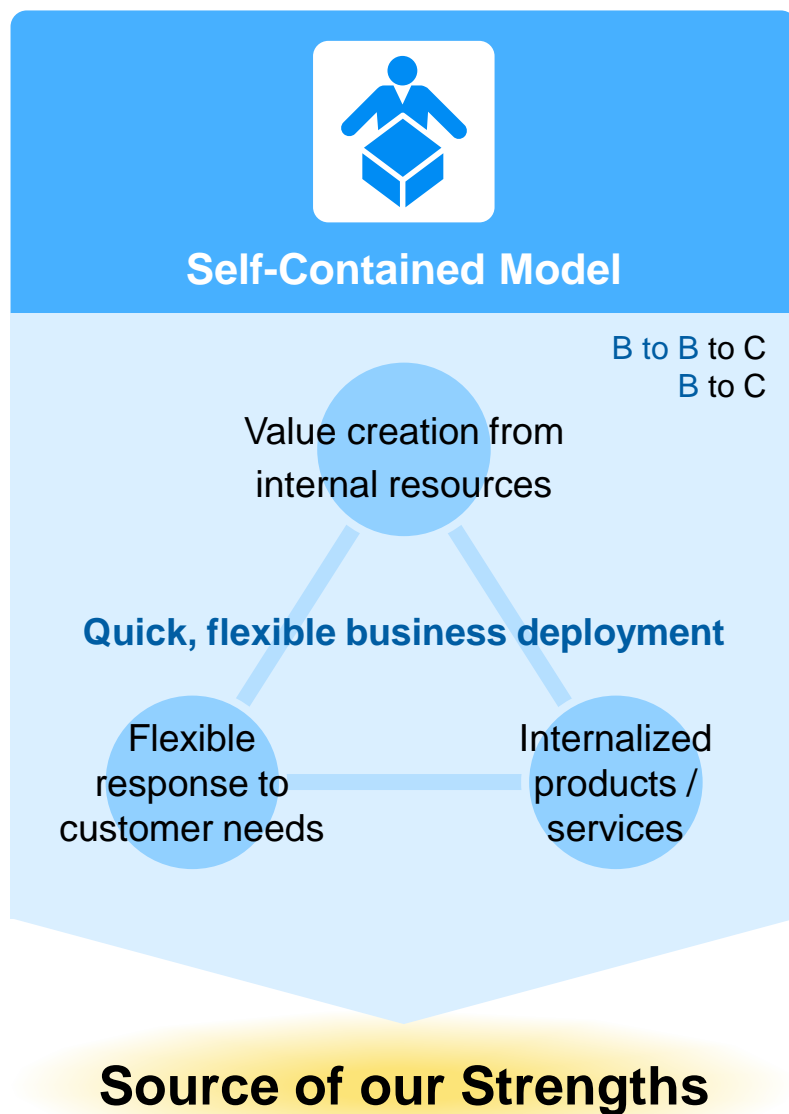 Self-Contained Model
B to B to C
B to C
Value creation from
internal resources
Quick, flexible business deployment
Flexible
response to
customer needs
Internalized
products /
services
Source of our Strengths